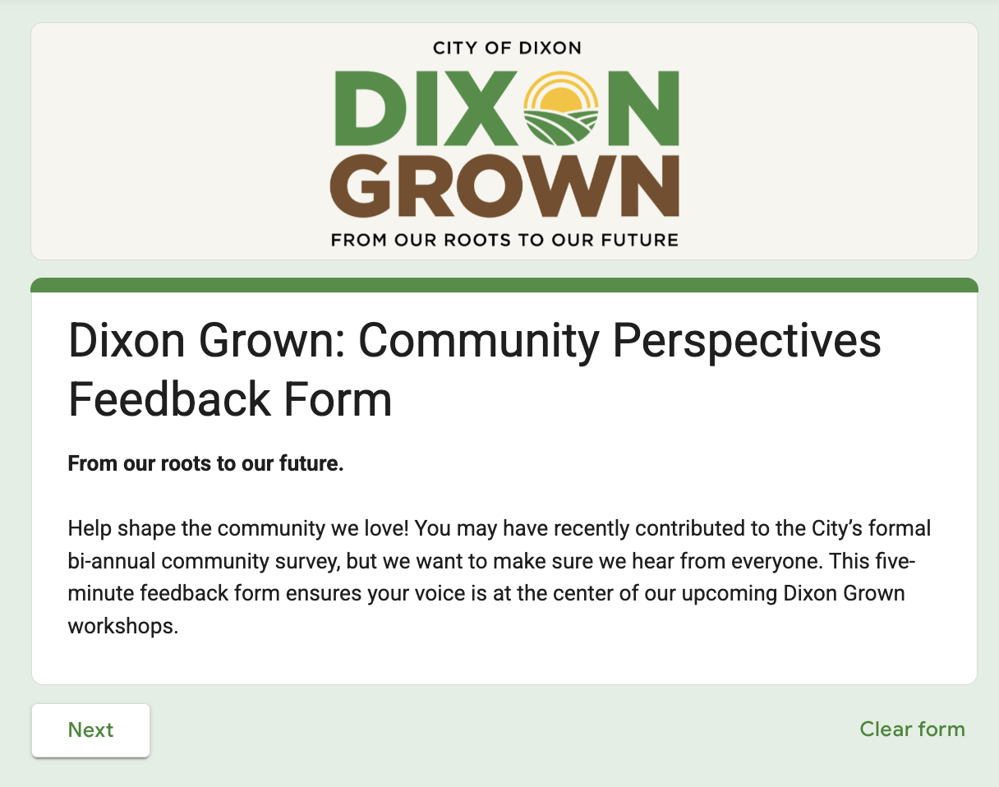 CITY OF DIXON
DIXON
GROWN
FROM OUR ROOTS TO OUR FUTURE
Dixon Grown: Community Perspectives
Feedback Form
From our roots to our future.
Help shape the community we love! You may have recently contributed to the City’s formal
bi-annual community survey, but we want to make sure we hear from everyone. This five-
minute feedback form ensures your voice is at the center of our upcoming Dixon Grown
workshops.
Next
Clear form